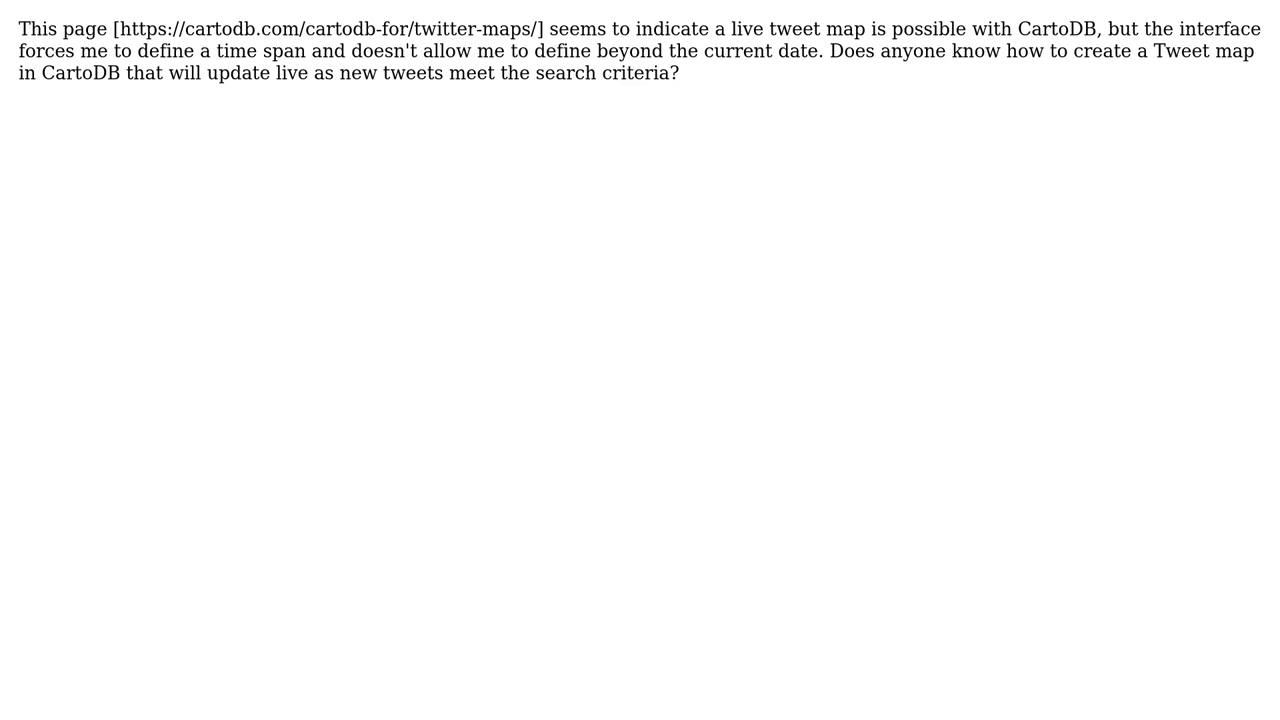 This page [https://cartodb.com/cartodb-for/twitter-maps/] seems to indicate a live tweet map is possible with CartoDB, but the interface
forces me to define a time span and doesn't allow me to define beyond the current date. Does anyone know how to create a Tweet map
in CartoDB that will update live as new tweets meet the search criteria?